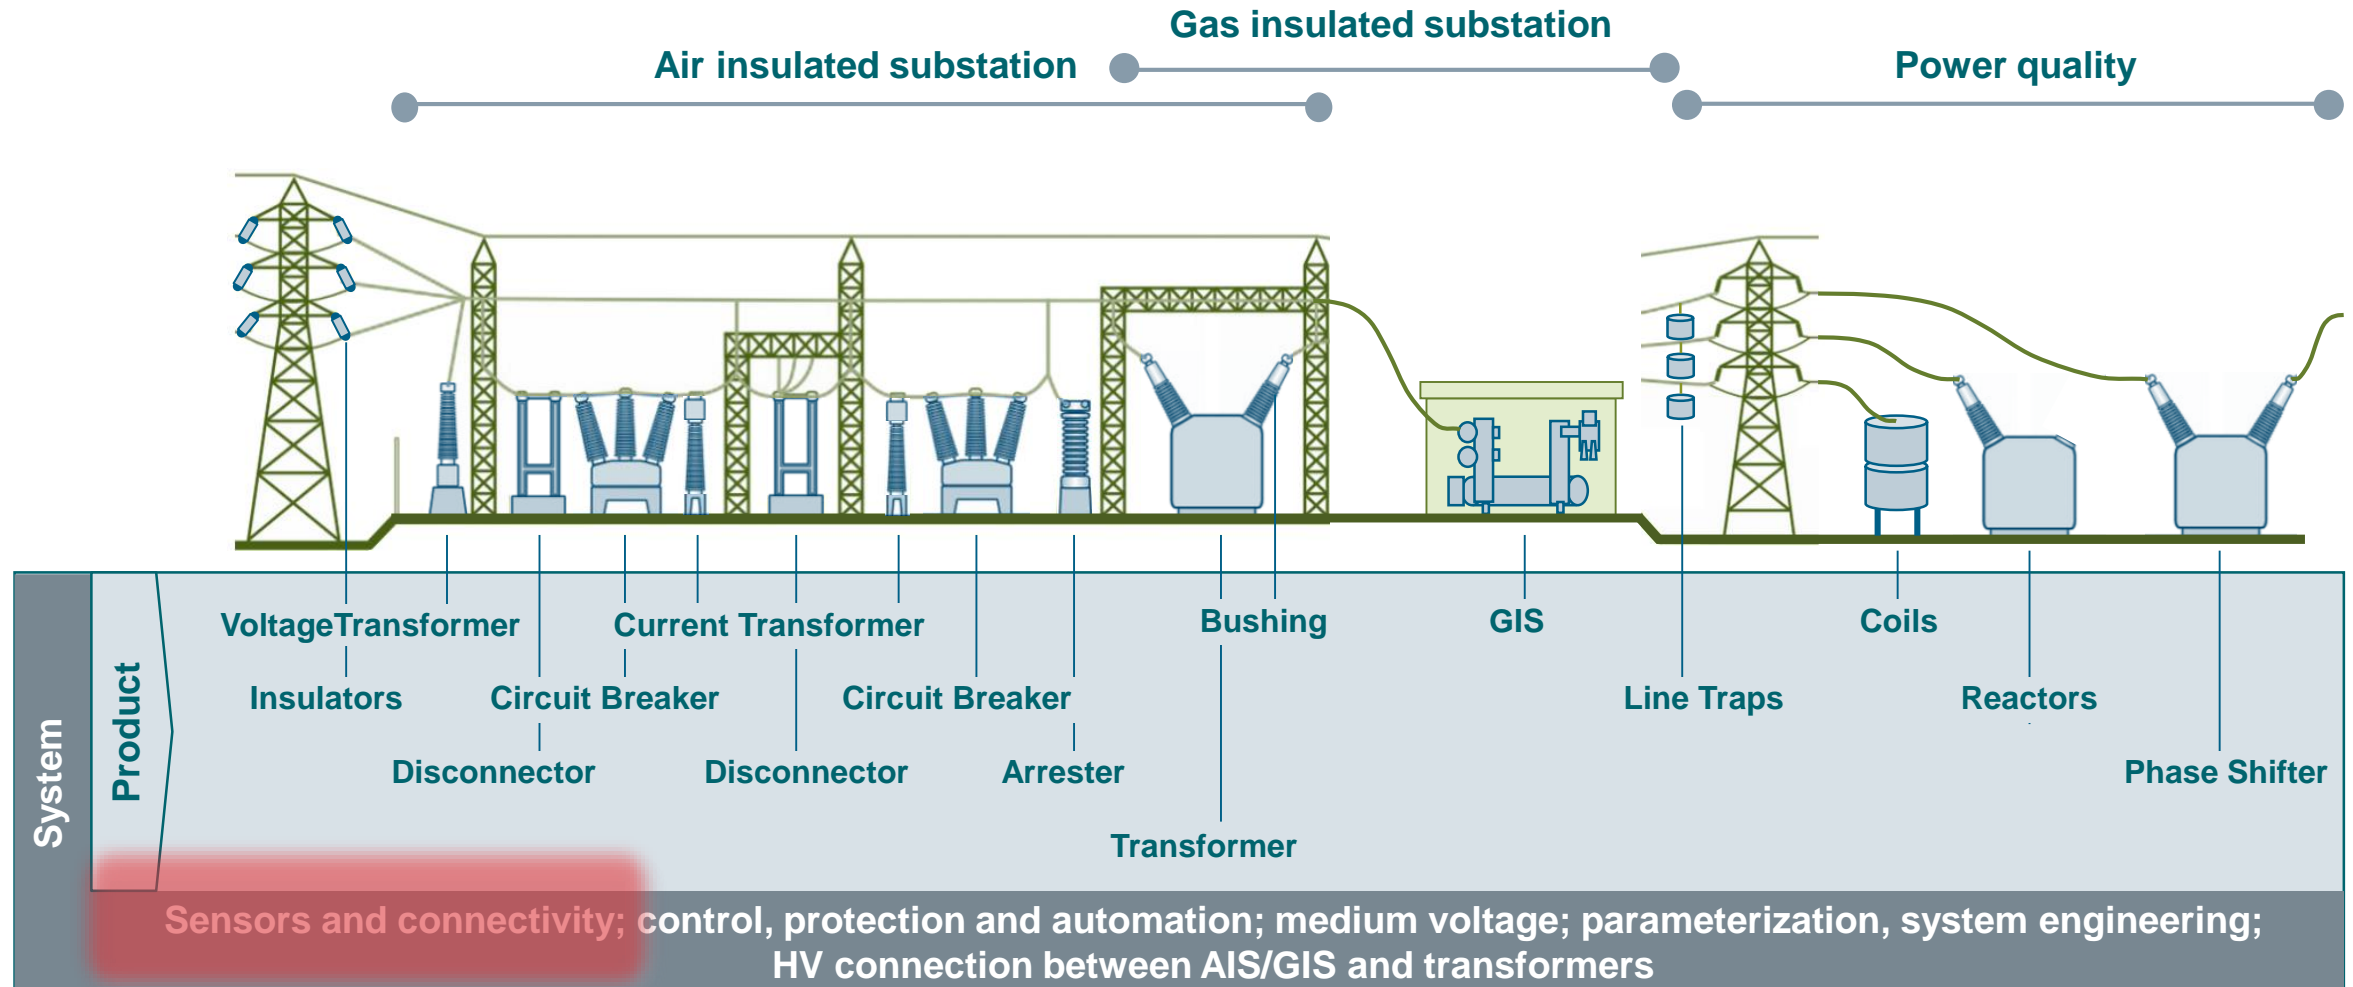 Gas insulated substation
Air insulated substation
Power quality
VoltageTransformer
Current Transformer
Bushing
GIS
Coils
Insulators
Circuit Breaker
Circuit Breaker
Line Traps
Reactors
Disconnector
Disconnector
Arrester
Phase Shifter
Transformer
System
Product
Sensors and connectivity; control, protection and automation; medium voltage; parameterization, system engineering;
HV connection between AIS/GIS and transformers